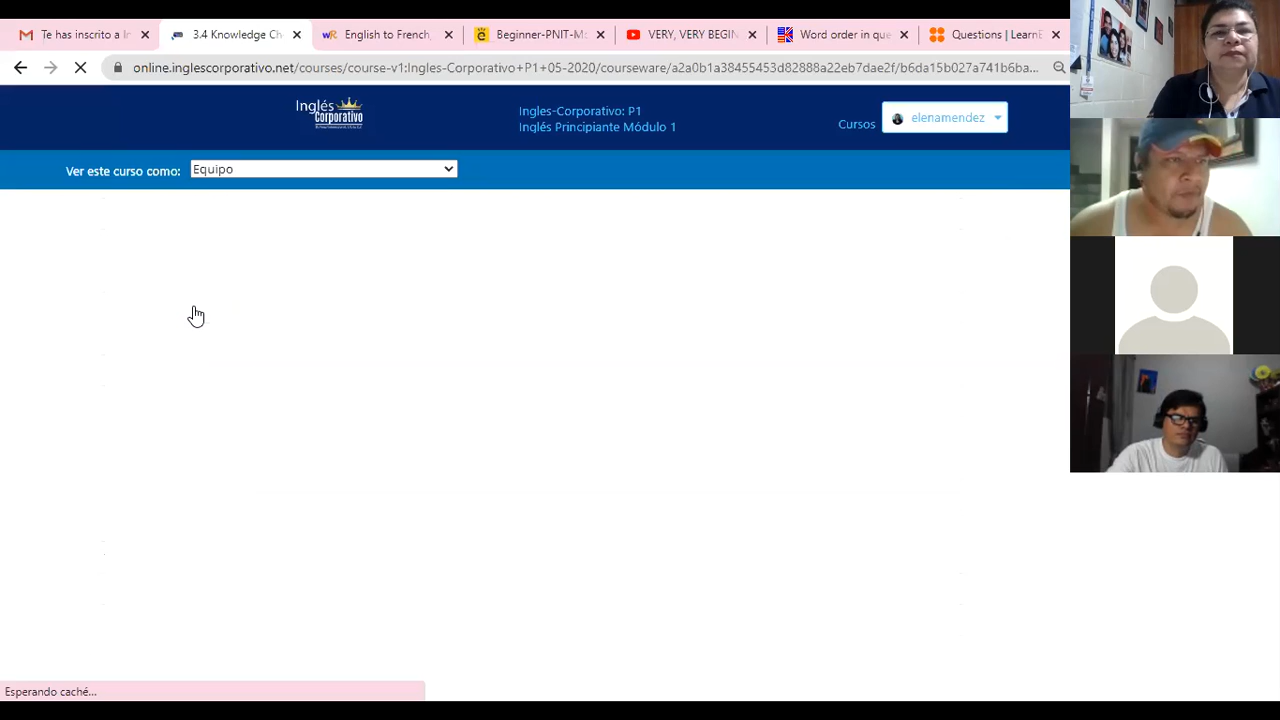 Te has inscrito a I
3.4 Knowledge Ch
English to French,
Beginner-PNIT-Mo
VERY, VERY BEGIN
Word order in que
Questions | LearnE
online.inglescorporativo.net/courses/course-v1:Ingles-Corporativo+P1+05-2020/courseware/a2a0b1a38455453d82888a22eb7dae2f/b6da15b027a741b6ba...
Inglés
Corporativo
Ingles-Corporativo: P1
Inglés Principiante Módulo 1
Cursos
elenamendez
Ver este curso como:
Equipo
Esperando caché...